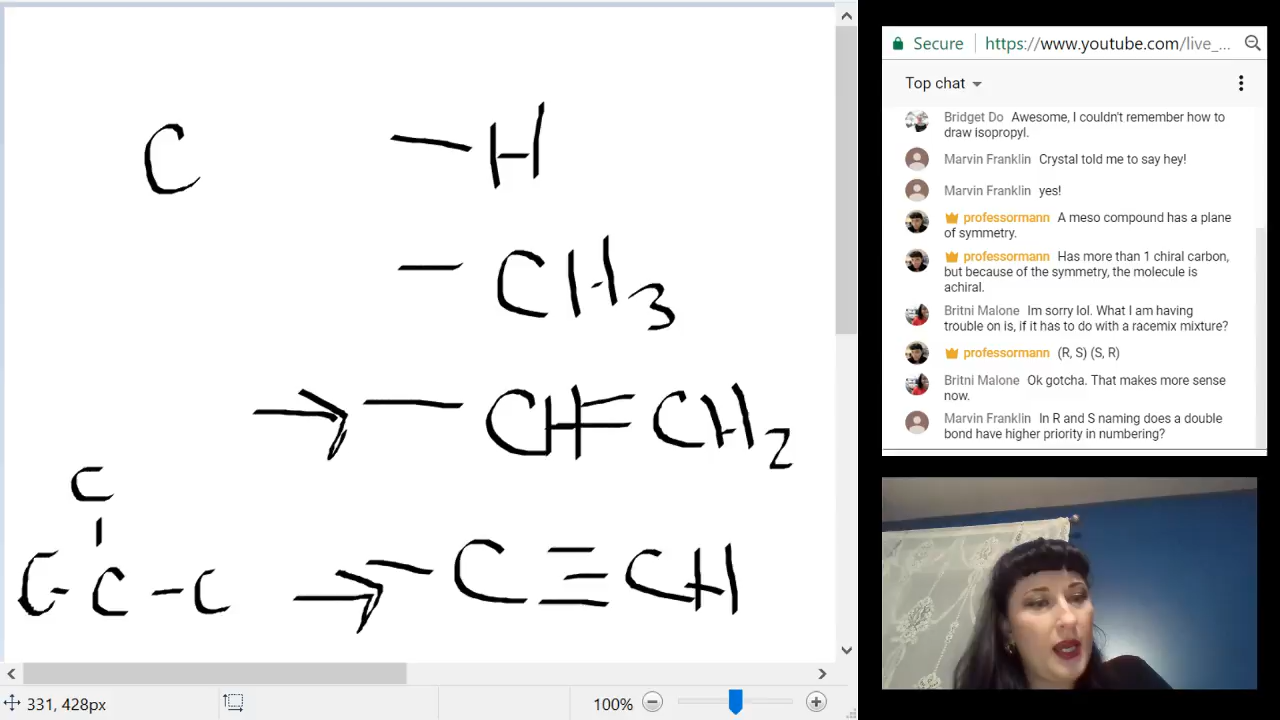 C
— H
— CH3
→ — CH = CH2
C
C - C - C → — C ≡ CH
331, 428px
100%
Secure https://www.youtube.com/live_...
Top chat
Bridget Do Awesome, I couldn't remember how to
draw isopropyl.
Marvin Franklin Crystal told me to say hey!
Marvin Franklin yes!
professormann A meso compound has a plane
of symmetry.
professormann Has more than 1 chiral carbon,
but because of the symmetry, the molecule is
achiral.
Britni Malone Im sorry lol. What I am having
trouble on is, if it has to do with a racemix mixture?
professormann (R, S) (S, R)
Britni Malone Ok gotcha. That makes more sense
now.
Marvin Franklin In R and S naming does a double
bond have higher priority in numbering?